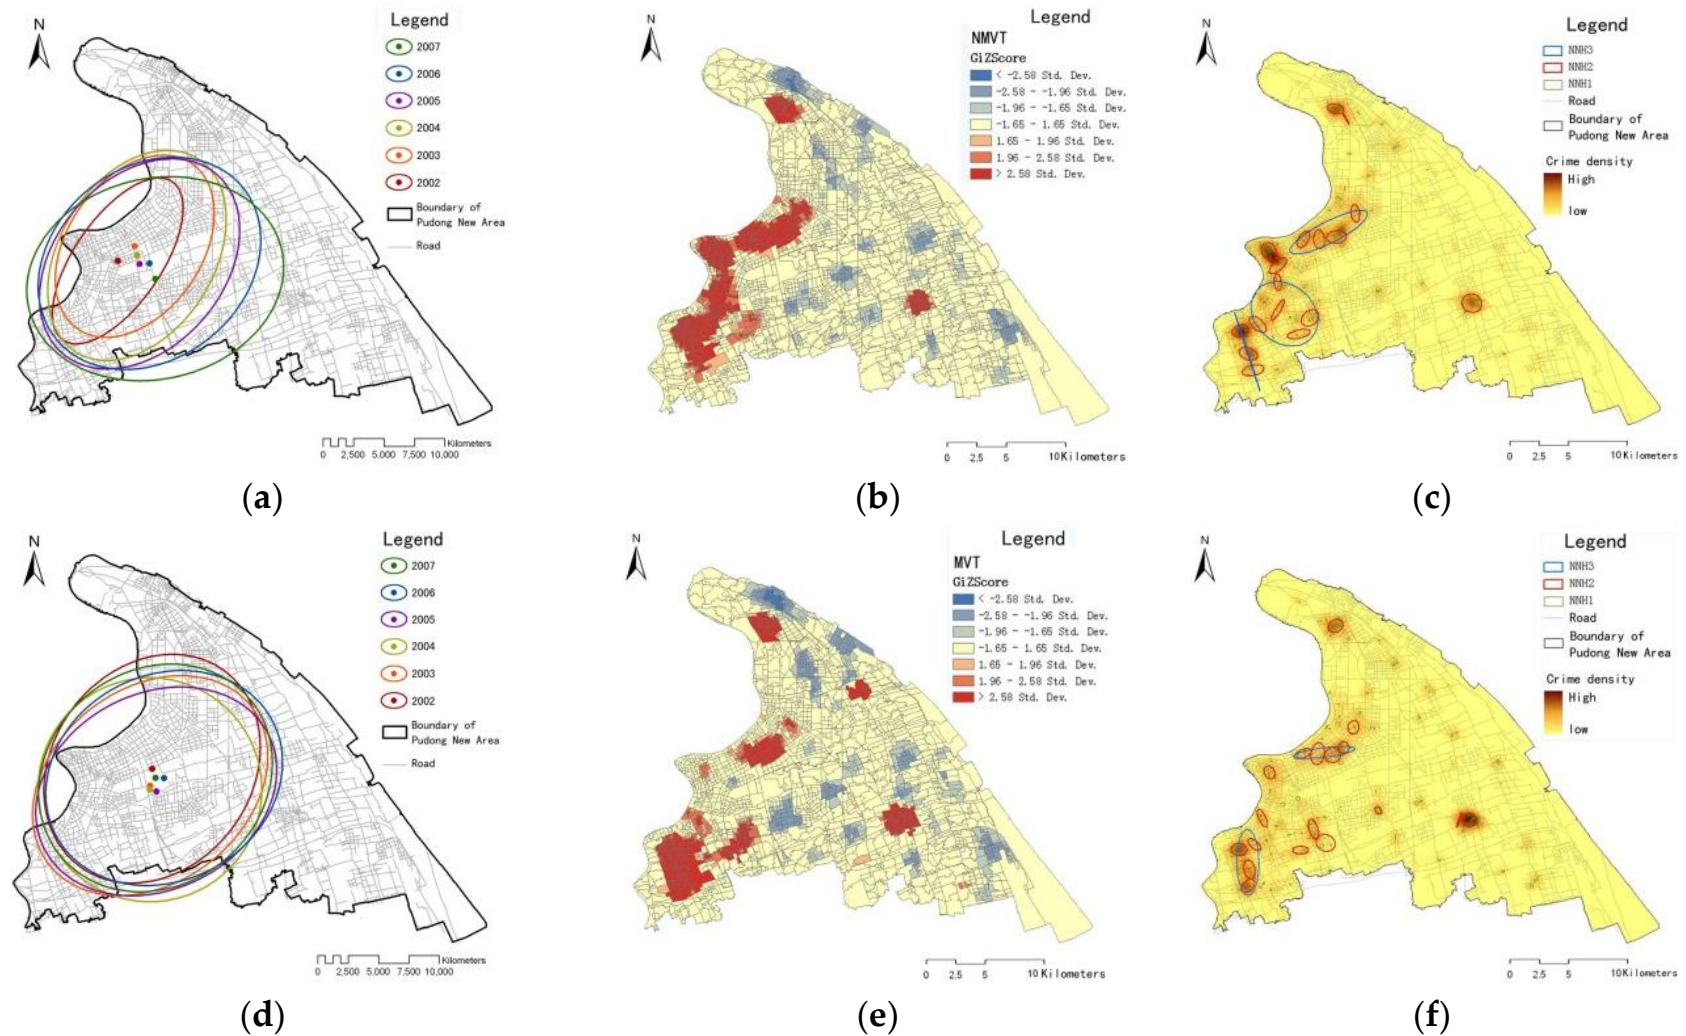 N
Legend
2007
2006
2005
2004
2003
2002
Boundary of
Pudong New Area
Road
Kilometers
0 2,500 5,000 7,500 10,000
(a)
N
Legend
NMVT
GiZScore
< -2.58 Std. Dev.
-2.58 - -1.96 Std. Dev.
-1.96 - -1.65 Std. Dev.
-1.65 - 1.65 Std. Dev.
1.65 - 1.96 Std. Dev.
1.96 - 2.58 Std. Dev.
> 2.58 Std. Dev.
0 2.5 5 10 Kilometers
(b)
N
Legend
NNH3
NNH2
NNH1
Road
Boundary of
Pudong New Area
Crime density
High
low
0 2.5 5 10 Kilometers
(c)
N
Legend
2007
2006
2005
2004
2003
2002
Boundary of
Pudong New Area
Road
Kilometers
0 2,500 5,000 7,500 10,000
(d)
N
Legend
MVT
GiZScore
< -2.58 Std. Dev.
-2.58 - -1.96 Std. Dev.
-1.96 - -1.65 Std. Dev.
-1.65 - 1.65 Std. Dev.
1.65 - 1.96 Std. Dev.
1.96 - 2.58 Std. Dev.
> 2.58 Std. Dev.
0 2.5 5 10 Kilometers
(e)
N
Legend
NNH3
NNH2
NNH1
Road
Boundary of
Pudong New Area
Crime density
High
low
0 2.5 5 10 Kilometers
(f)